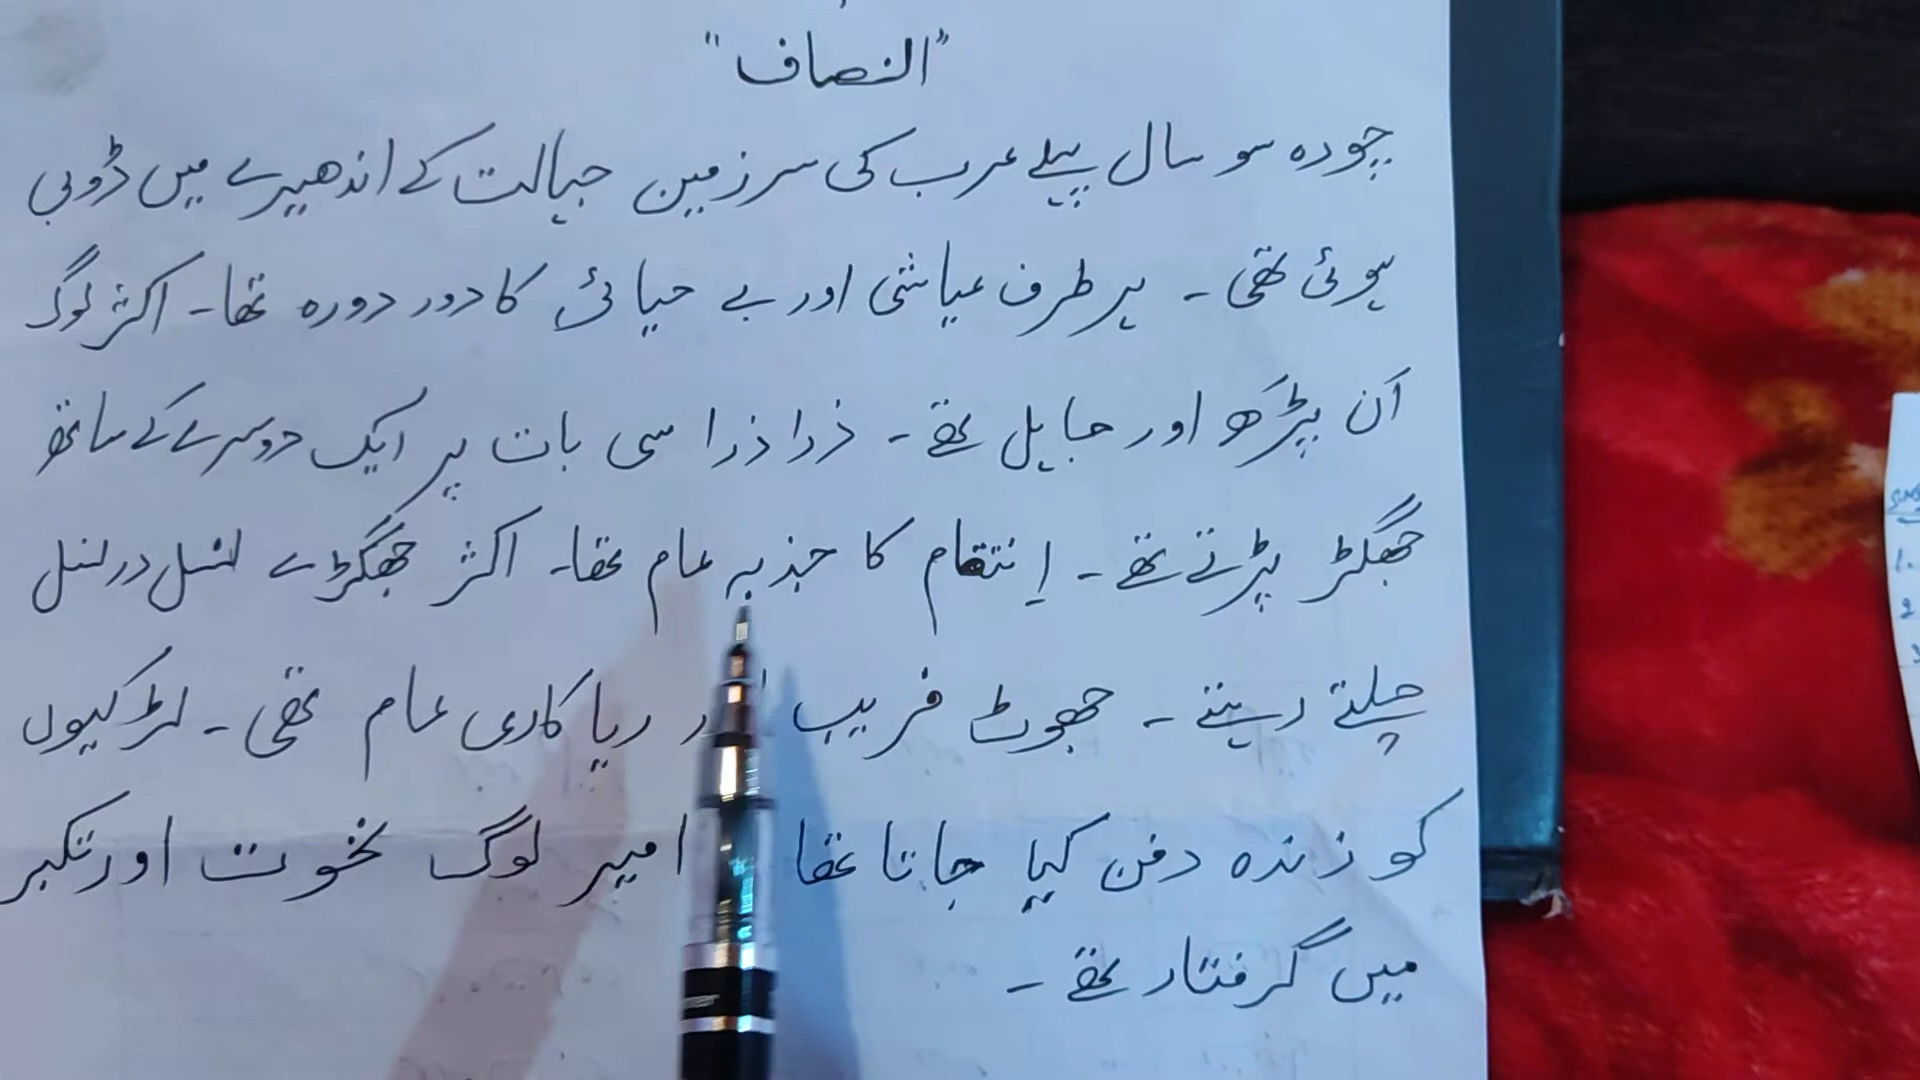 "انصاف"
چودہ سو سال پہلے عرب کی سرزمین جہالت کے اندھیرے میں ڈوبی
ہوئی تھی۔ ہر طرف عیاشی اور بے حیائی کا دور دورہ تھا۔ اکثر لوگ
اَن پڑھ اور جاہل تھے۔ ذرا ذرا سی بات پر ایک دوسرے کے ساتھ
جھگڑ پڑتے تھے۔ اِنتقام کا جذبہ عام تھا۔ اکثر جھگڑے نسل در نسل
چلتے رہتے۔ جھوٹ فریب ریاکاری عام تھی۔ لڑکیوں
کو زندہ دفن کیا جاتا تھا امیر لوگ نخوت اور تکبر
میں گرفتار تھے۔